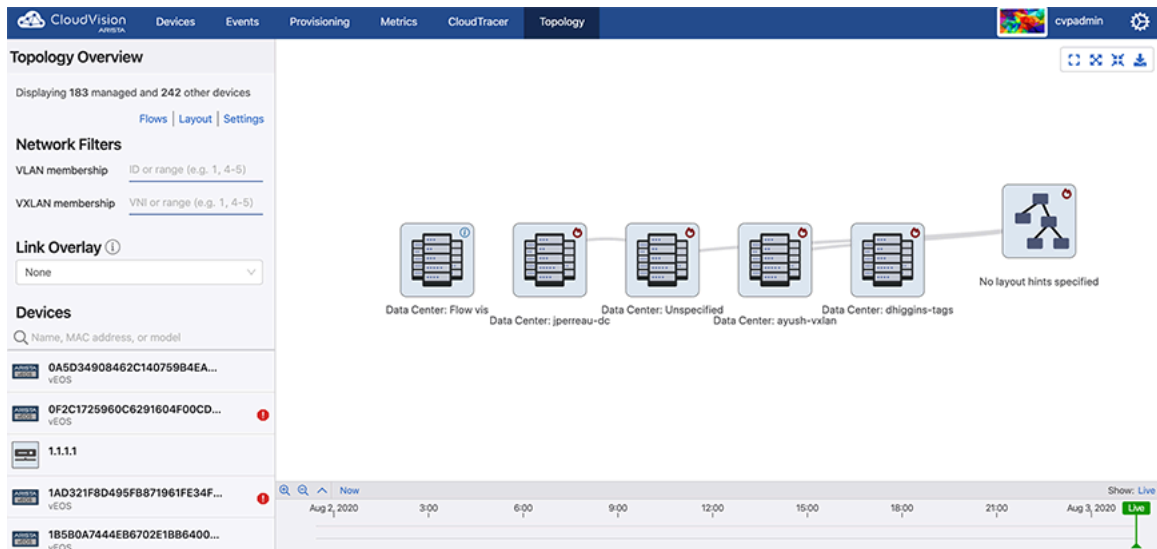 CloudVision
ARISTA
Devices Events Provisioning Metrics CloudTracer Topology
cvpadmin
Topology Overview
Displaying 183 managed and 242 other devices
Flows | Layout | Settings
Network Filters
VLAN membership ID or range (e.g. 1, 4-5)
VXLAN membership VNI or range (e.g. 1, 4-5)
Link Overlay
None
Devices
Name, MAC address, or model
0A5D34908462C140759B4EA...
vEOS
0F2C1725960C6291604F00CD...
vEOS
1.1.1.1
1AD321F8D495FB871961FE34F...
vEOS
1B5B0A7444EB6702E1BB6400...
vEOS
Data Center: Flow vis
Data Center: jperreau-dc
Data Center: Unspecified
Data Center: ayush-vxlan
Data Center: dhiggins-tags
No layout hints specified
Now
Show: Live
Aug 2, 2020 3:00 6:00 9:00 12:00 15:00 18:00 21:00 Aug 3, 2020 Live